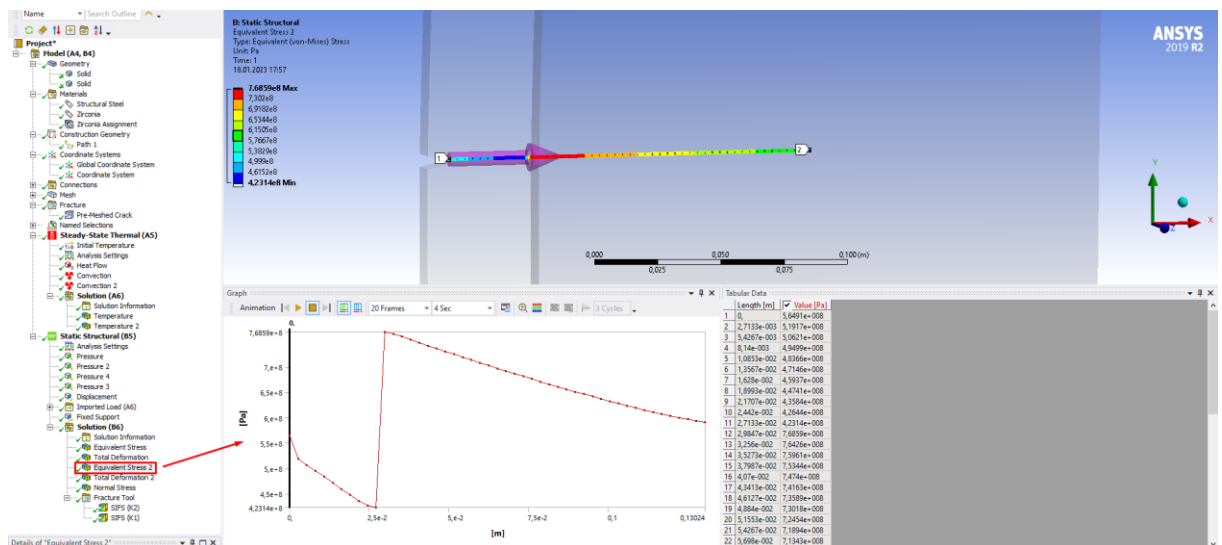 Name
Search Outline
Project*
Model (A4, B4)
Geometry
Solid
Solid
Materials
Structural Steel
Zirconia
Zirconia Assignment
Construction Geometry
Path 1
Coordinate Systems
Global Coordinate System
Coordinate System
Connections
Mesh
Fracture
Pre-Meshed Crack
Named Selections
Steady-State Thermal (A5)
Initial Temperature
Analysis Settings
Heat Flow
Convection
Convection 2
Solution (A6)
Solution Information
Temperature
Temperature 2
Static Structural (B5)
Analysis Settings
Pressure
Pressure 2
Pressure 4
Pressure 3
Displacement
Imported Load (A6)
Fixed Support
Solution (B6)
Solution Information
Equivalent Stress
Total Deformation
Equivalent Stress 2
Total Deformation 2
Normal Stress
Fracture Tool
SIFS (K2)
SIFS (K1)
Details of "Equivalent Stress 2"
B: Static Structural
Equivalent Stress 2
Type: Equivalent (von-Mises) Stress
Unit: Pa
Time: 1
18.01.2023 17:57
7,6859e8 Max
7,302e8
6,9182e8
6,5344e8
6,1505e8
5,7667e8
5,3829e8
4,999e8
4,6152e8
4,2314e8 Min
1
2
ANSYS
2019 R2
Y
X
Z
0,000
0,050
0,100 (m)
0,025
0,075
Graph
Animation
20 Frames
4 Sec
3 Cycles
0,
7,6859e+8
7,e+8
6,5e+8
6,e+8
5,5e+8
5,e+8
4,5e+8
4,2314e+8
[Pa]
0,
2,5e-2
5,e-2
7,5e-2
0,1
0,13024
[m]
Tabular Data
Length [m] Value [Pa]
1 0, 5,6491e+008
2 2,7133e-003 5,1917e+008
3 5,4267e-003 5,0621e+008
4 8,14e-003 4,9499e+008
5 1,0853e-002 4,8366e+008
6 1,3567e-002 4,7146e+008
7 1,628e-002 4,5937e+008
8 1,8993e-002 4,4741e+008
9 2,1707e-002 4,3584e+008
10 2,442e-002 4,2644e+008
11 2,7133e-002 4,2314e+008
12 2,9847e-002 7,6859e+008
13 3,256e-002 7,6426e+008
14 3,5273e-002 7,5961e+008
15 3,7987e-002 7,5344e+008
16 4,07e-002 7,474e+008
17 4,3413e-002 7,4163e+008
18 4,6127e-002 7,3589e+008
19 4,884e-002 7,3018e+008
20 5,1553e-002 7,2454e+008
21 5,4267e-002 7,1894e+008
22 5,698e-002 7,1343e+008